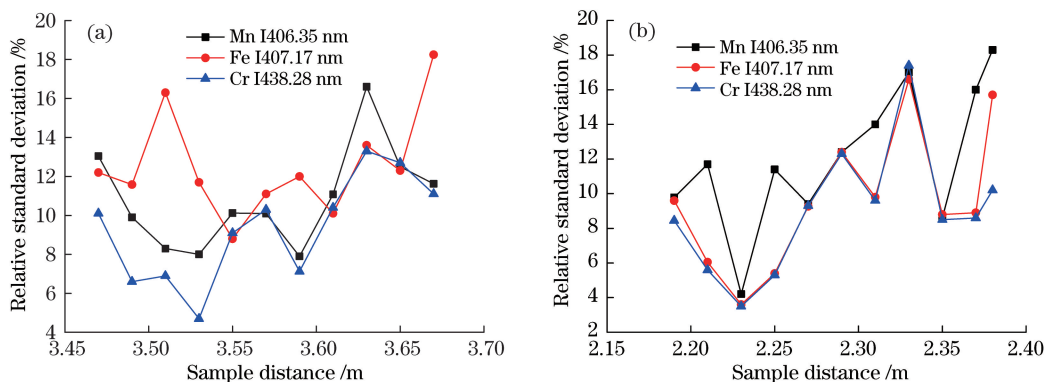 (a)
Mn I406.35 nm
Fe I407.17 nm
Cr I438.28 nm
Relative standard deviation /%
20
18
16
14
12
10
8
6
4
3.45 3.50 3.55 3.60 3.65 3.70
Sample distance /m
(b)
Mn I406.35 nm
Fe I407.17 nm
Cr I438.28 nm
Relative standard deviation /%
20
18
16
14
12
10
8
6
4
2
2.15 2.20 2.25 2.30 2.35 2.40
Sample distance /m